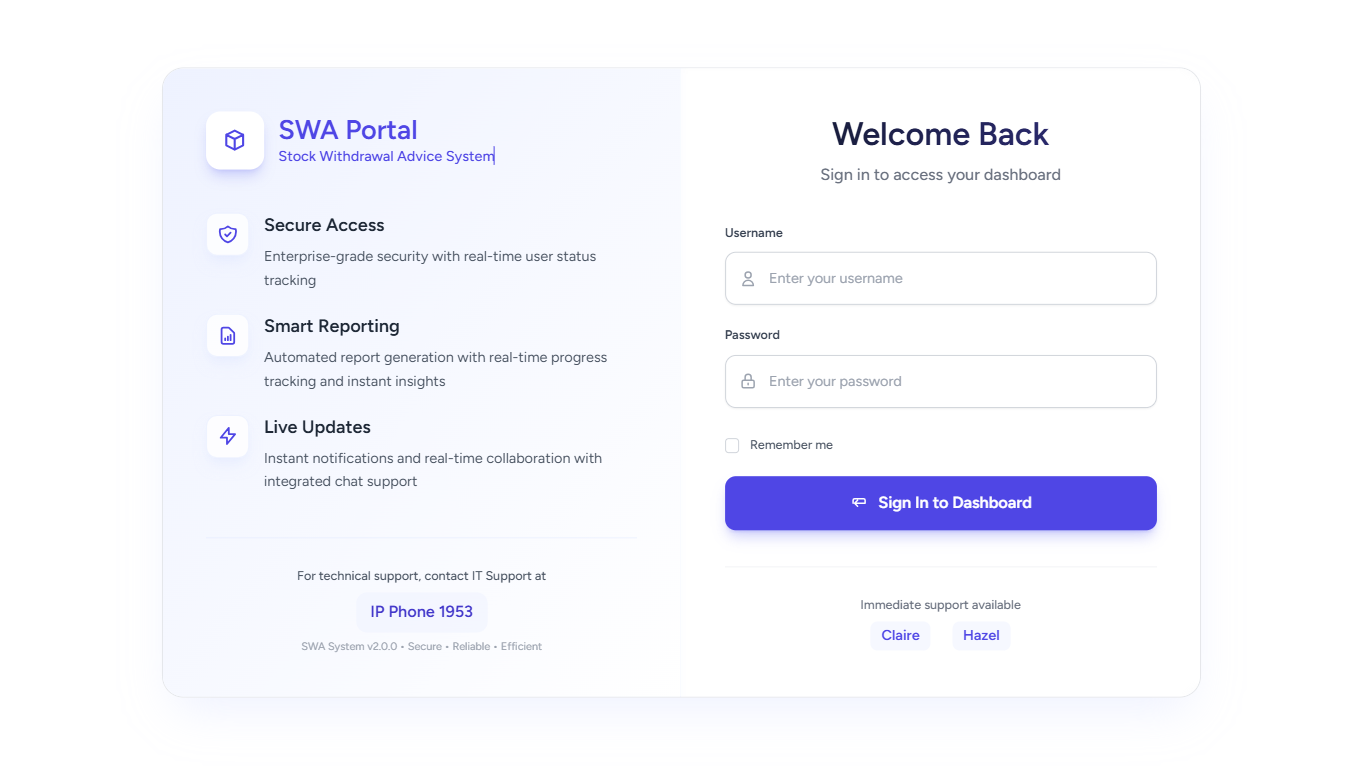 SWA Portal
Stock Withdrawal Advice System
Secure Access
Enterprise-grade security with real-time user status
tracking
Smart Reporting
Automated report generation with real-time progress
tracking and instant insights
Live Updates
Instant notifications and real-time collaboration with
integrated chat support
For technical support, contact IT Support at
IP Phone 1953
SWA System v2.0.0 • Secure • Reliable • Efficient
Welcome Back
Sign in to access your dashboard
Username
Enter your username
Password
Enter your password
Remember me
Sign In to Dashboard
Immediate support available
Claire Hazel